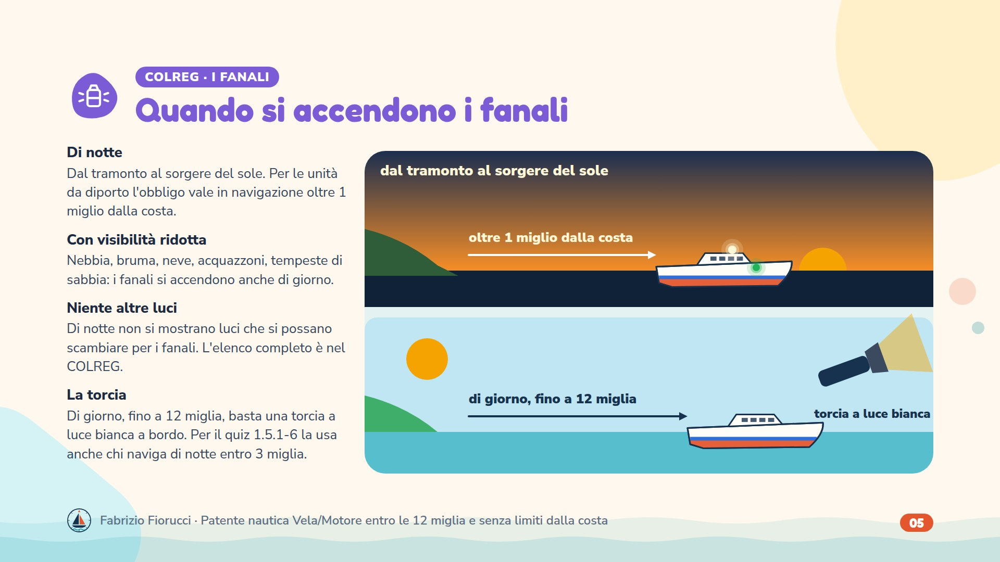 COLREG · I FANALI
Quando si accendono i fanali
Di notte
Dal tramonto al sorgere del sole. Per le unità
da diporto l'obbligo vale in navigazione oltre 1
miglio dalla costa.
Con visibilità ridotta
Nebbia, bruma, neve, acquazzoni, tempeste di
sabbia: i fanali si accendono anche di giorno.
Niente altre luci
Di notte non si mostrano luci che si possano
scambiare per i fanali. L'elenco completo è nel
COLREG.
La torcia
Di giorno, fino a 12 miglia, basta una torcia a
luce bianca a bordo. Per il quiz 1.5.1-6 la usa
anche chi naviga di notte entro 3 miglia.
dal tramonto al sorgere del sole
oltre 1 miglio dalla costa
di giorno, fino a 12 miglia
torcia a luce bianca
Fabrizio Fiorucci · Patente nautica Vela/Motore entro le 12 miglia e senza limiti dalla costa
05